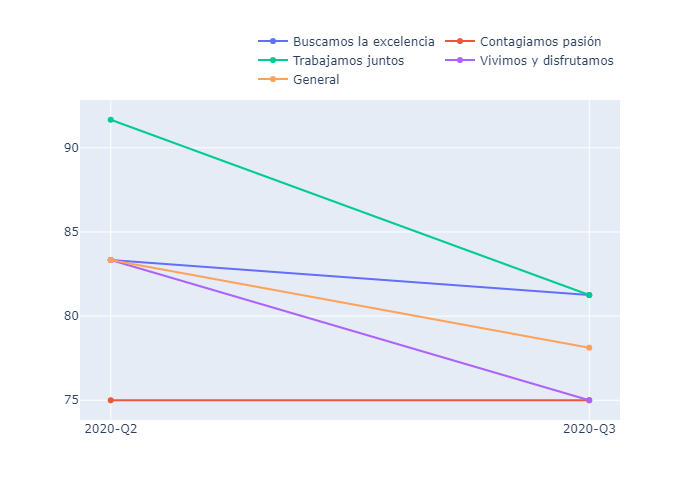 Buscamos la excelencia Contagiamos pasión
Trabajamos juntos Vivimos y disfrutamos
General
90
85
80
75
2020-Q2 2020-Q3